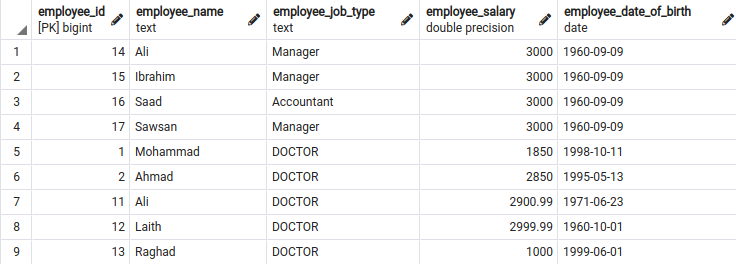 employee_id employee_name employee_job_type employee_salary employee_date_of_birth
[PK] bigint text text double precision date
1 14 Ali Manager 3000 1960-09-09
2 15 Ibrahim Manager 3000 1960-09-09
3 16 Saad Accountant 3000 1960-09-09
4 17 Sawsan Manager 3000 1960-09-09
5 1 Mohammad DOCTOR 1850 1998-10-11
6 2 Ahmad DOCTOR 2850 1995-05-13
7 11 Ali DOCTOR 2900.99 1971-06-23
8 12 Laith DOCTOR 2999.99 1960-10-01
9 13 Raghad DOCTOR 1000 1999-06-01